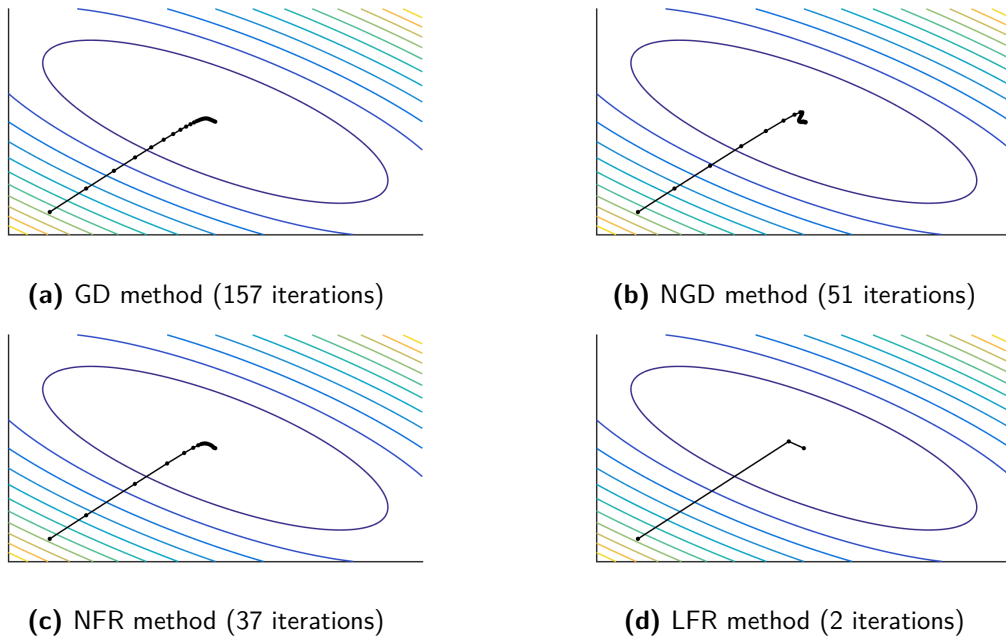 (a) GD method (157 iterations)
(b) NGD method (51 iterations)
(c) NFR method (37 iterations)
(d) LFR method (2 iterations)